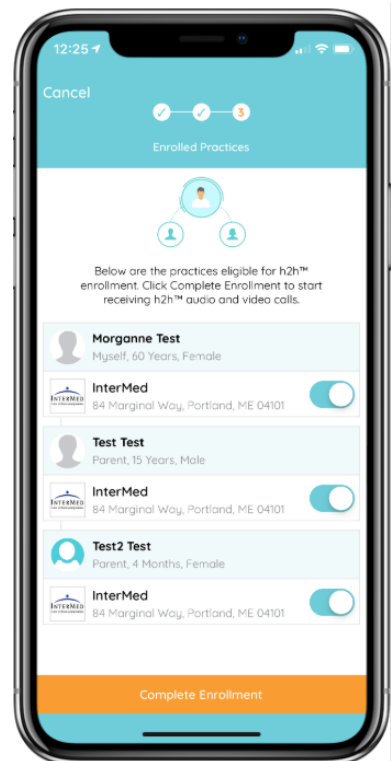 12:25
Cancel
3
Enrolled Practices
Below are the practices eligible for h2h™
enrollment. Click Complete Enrollment to start
receiving h2h™ audio and video calls.
Morganne Test
Myself, 60 Years, Female
INTERMED
InterMed
84 Marginal Way, Portland, ME 04101
Test Test
Parent, 15 Years, Male
INTERMED
InterMed
84 Marginal Way, Portland, ME 04101
Test2 Test
Parent, 4 Months, Female
INTERMED
InterMed
84 Marginal Way, Portland, ME 04101
Complete Enrollment